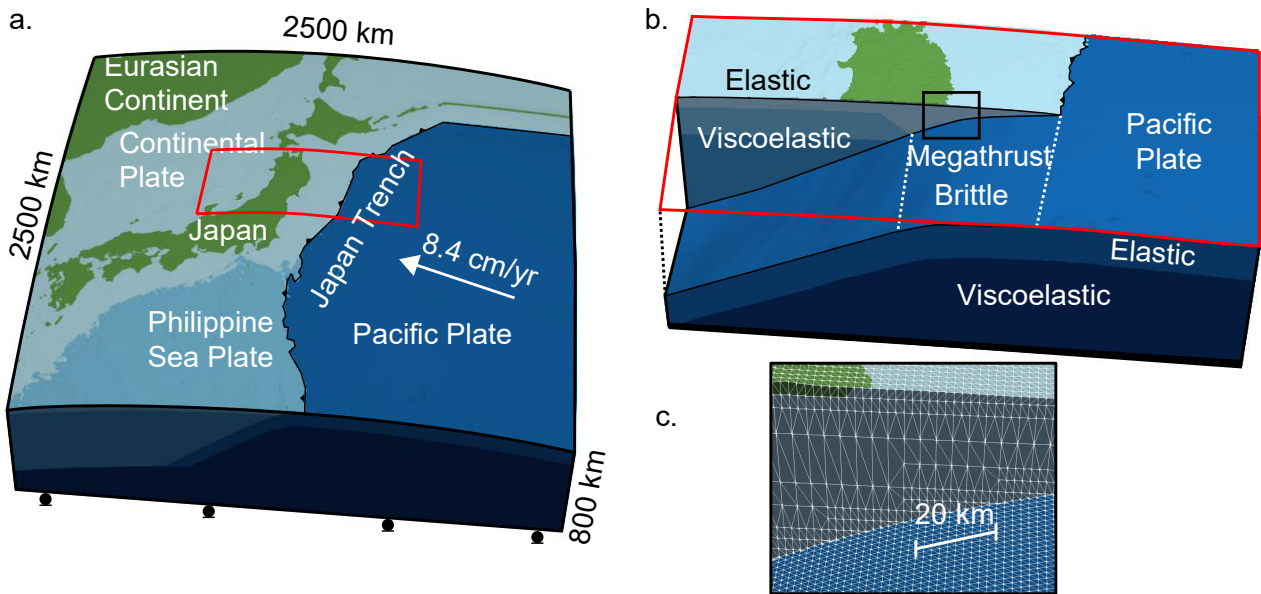 a.
2500 km
Eurasian
Continent
Continental
Plate
2500 km
Japan
Japan Trench
8.4 cm/yr
Philippine
Sea Plate
Pacific Plate
800 km
b.
Elastic
Viscoelastic
Megathrust
Brittle
Pacific
Plate
Elastic
Viscoelastic
c.
20 km